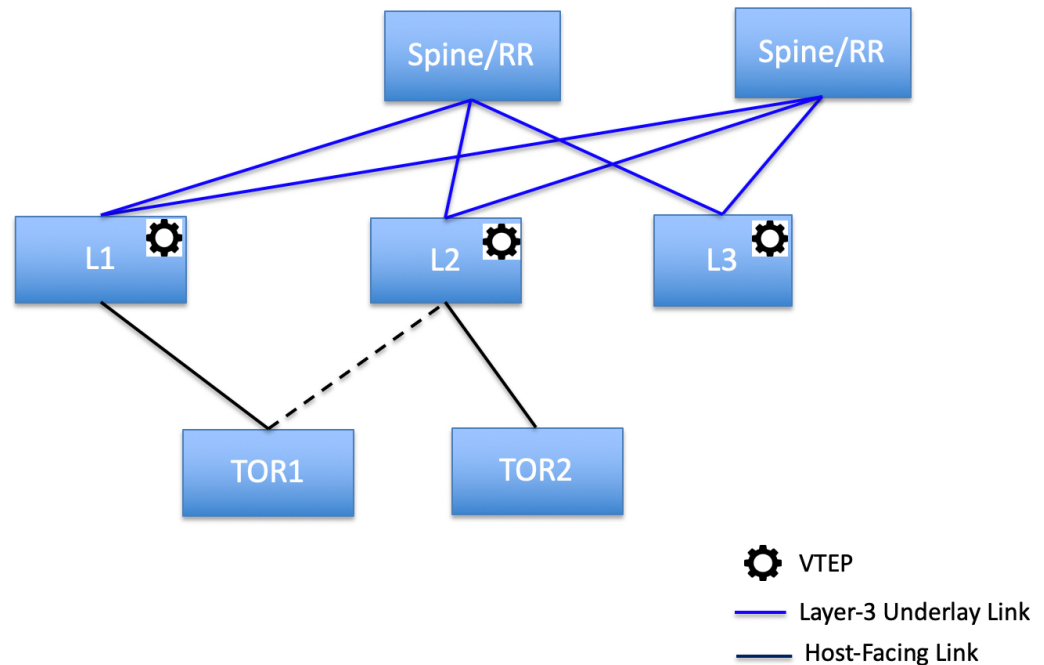 Spine/RR
Spine/RR
L1
L2
L3
TOR1
TOR2
VTEP
Layer-3 Underlay Link
Host-Facing Link